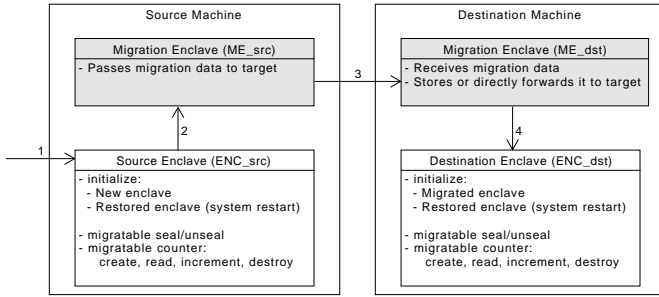 Source Machine
Migration Enclave (ME_src)
- Passes migration data to target
2
1
Source Enclave (ENC_src)
- initialize:
- New enclave
- Restored enclave (system restart)
- migratable seal/unseal
- migratable counter:
create, read, increment, destroy
3
Destination Machine
Migration Enclave (ME_dst)
- Receives migration data
- Stores or directly forwards it to target
4
Destination Enclave (ENC_dst)
- initialize:
- Migrated enclave
- Restored enclave (system restart)
- migratable seal/unseal
- migratable counter:
create, read, increment, destroy